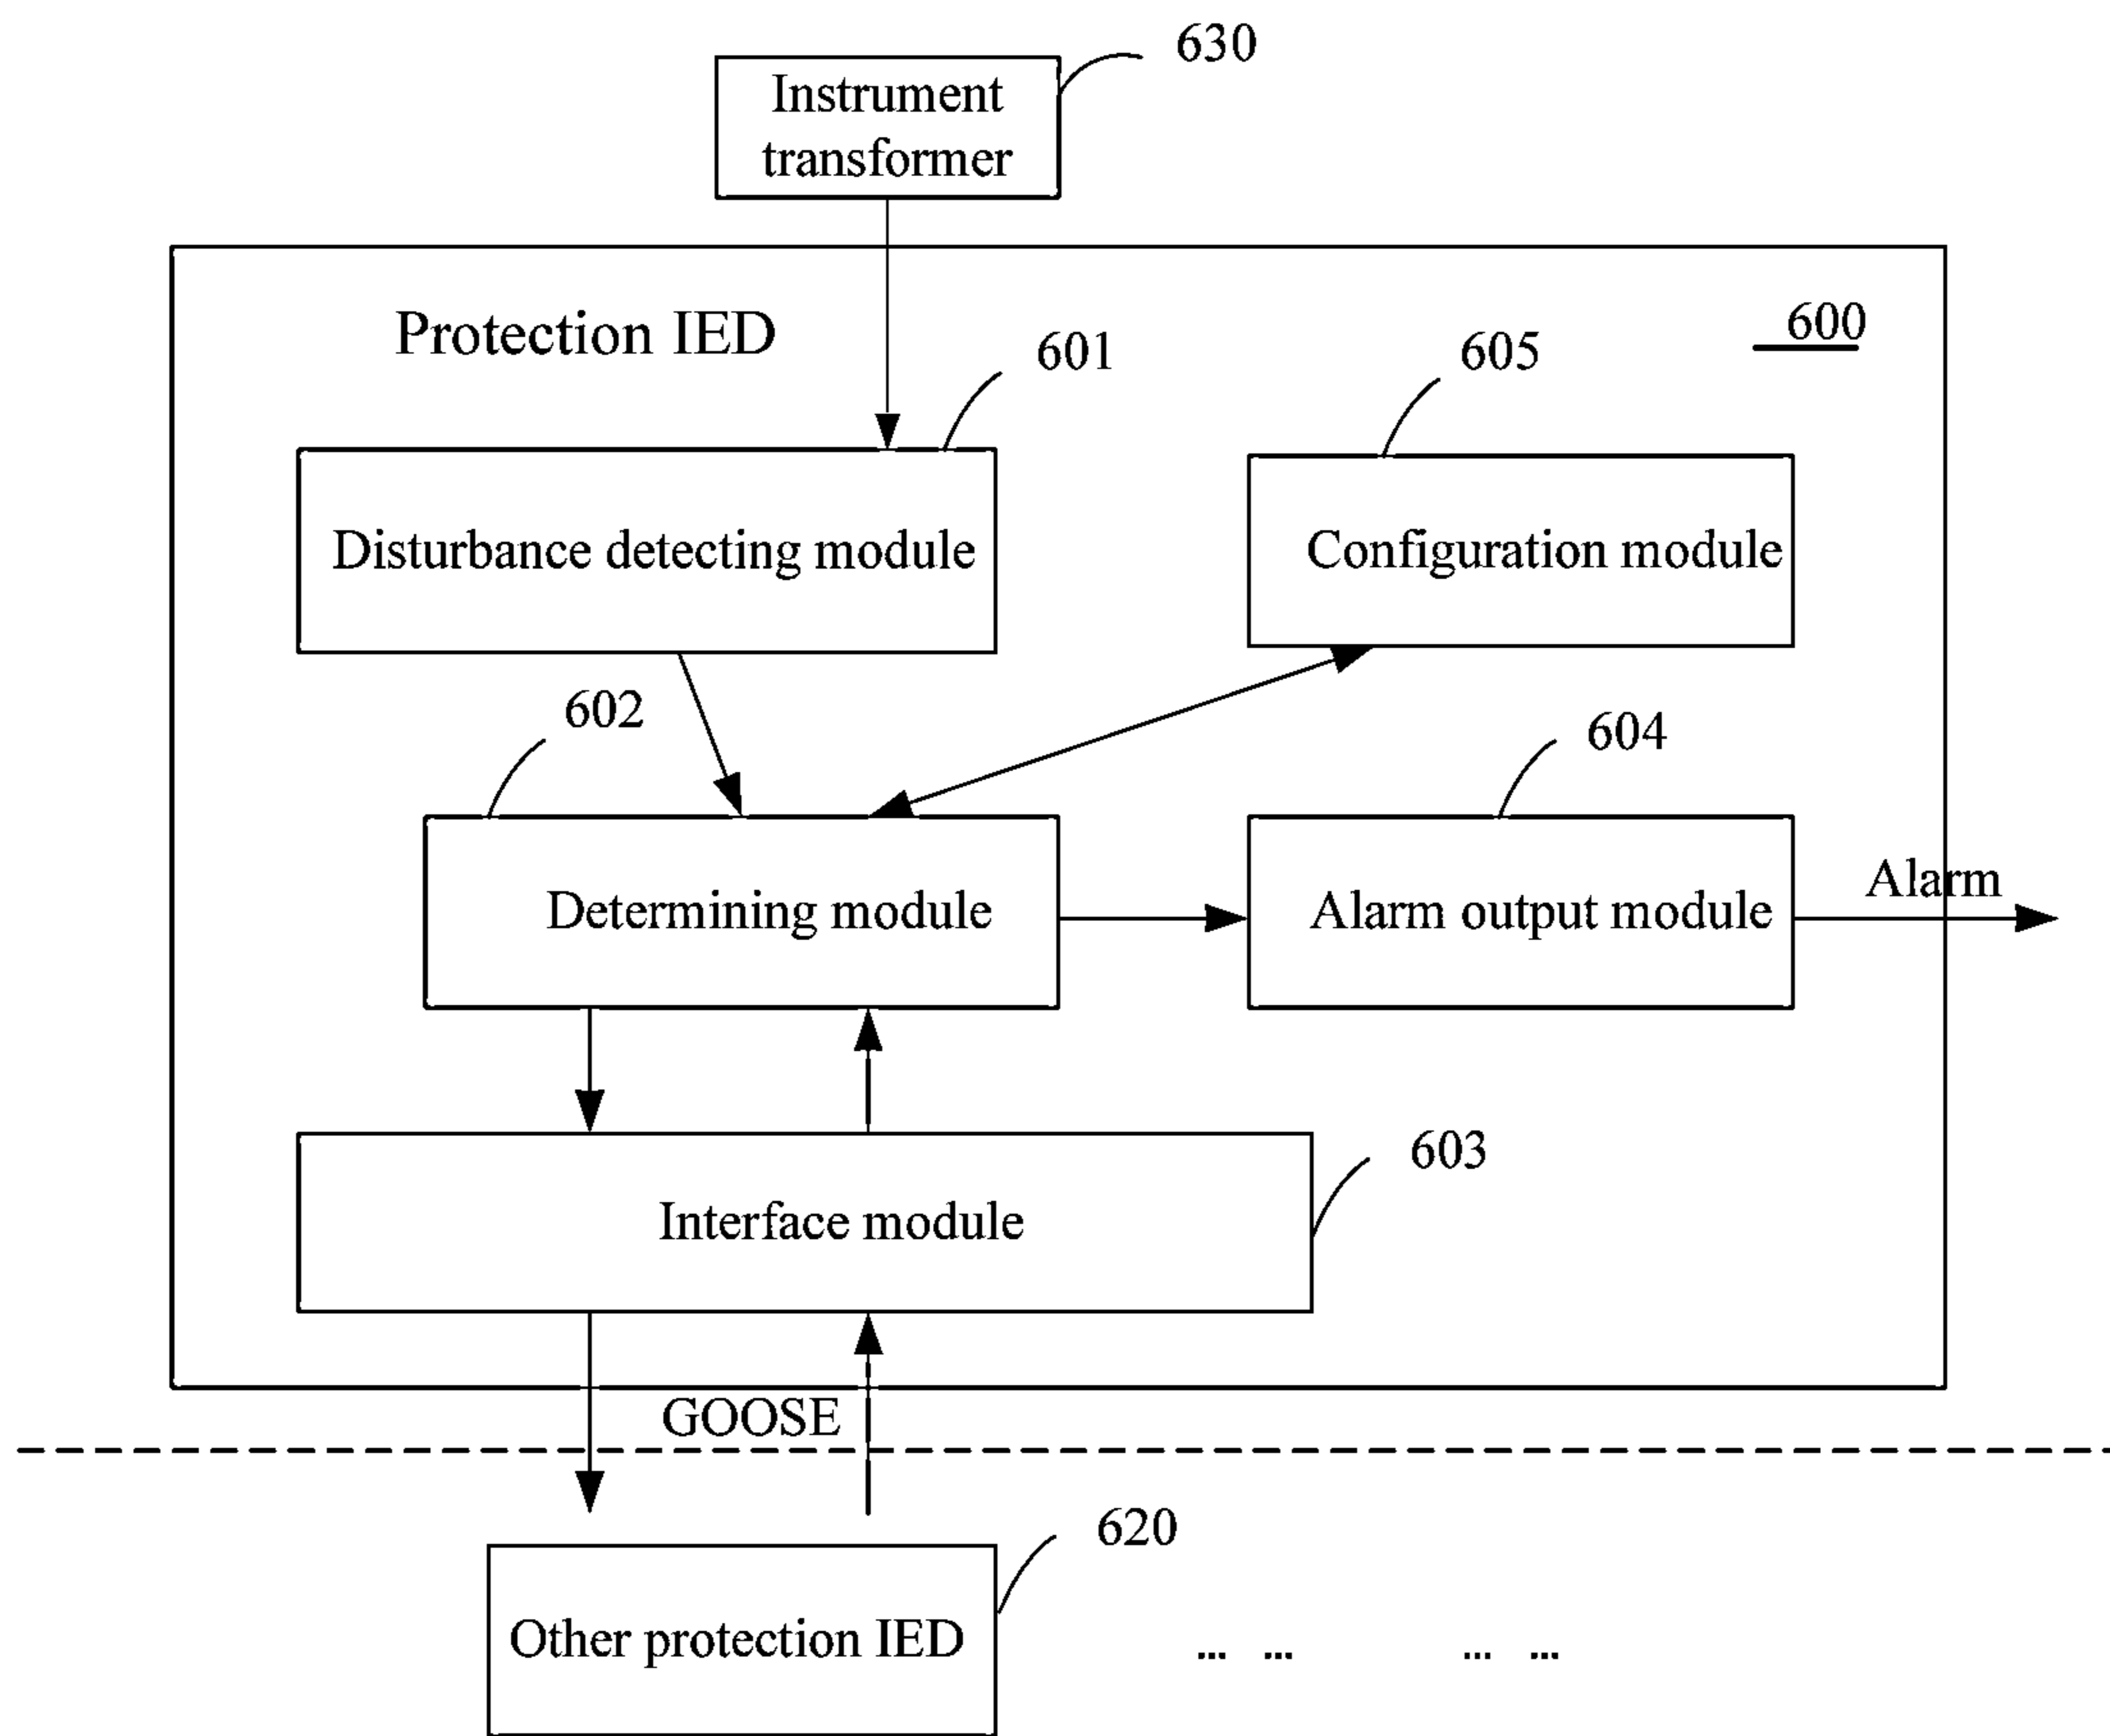 630
Instrument
transformer
Protection IED
600
601
605
Disturbance detecting module
Configuration module
602
604
Determining module
Alarm output module
Alarm
603
Interface module
GOOSE
620
Other protection IED
... ... ... ...